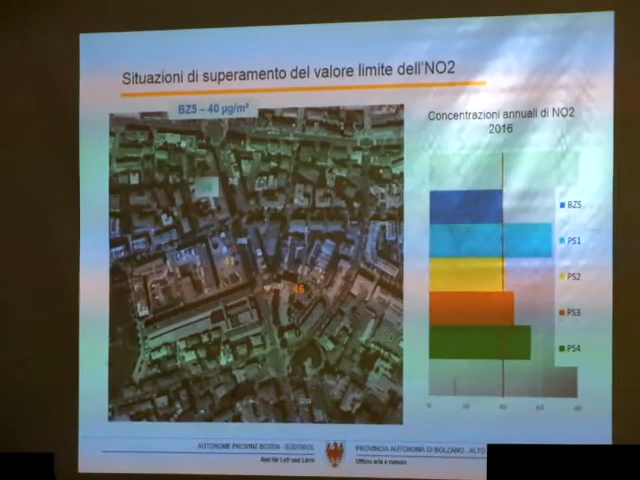 Situazioni di superamento del valore limite dell'NO2
BZ5 – 40 µg/m³
Concentrazioni annuali di NO2
2016
46
BZ5
PS1
PS2
PS3
PS4
0 20 40 60 80
AUTONOME PROVINZ BOZEN - SÜDTIROL
Amt für Luft und Lärm
PROVINCIA AUTONOMA DI BOLZANO - ALTO
Ufficio aria e rumore